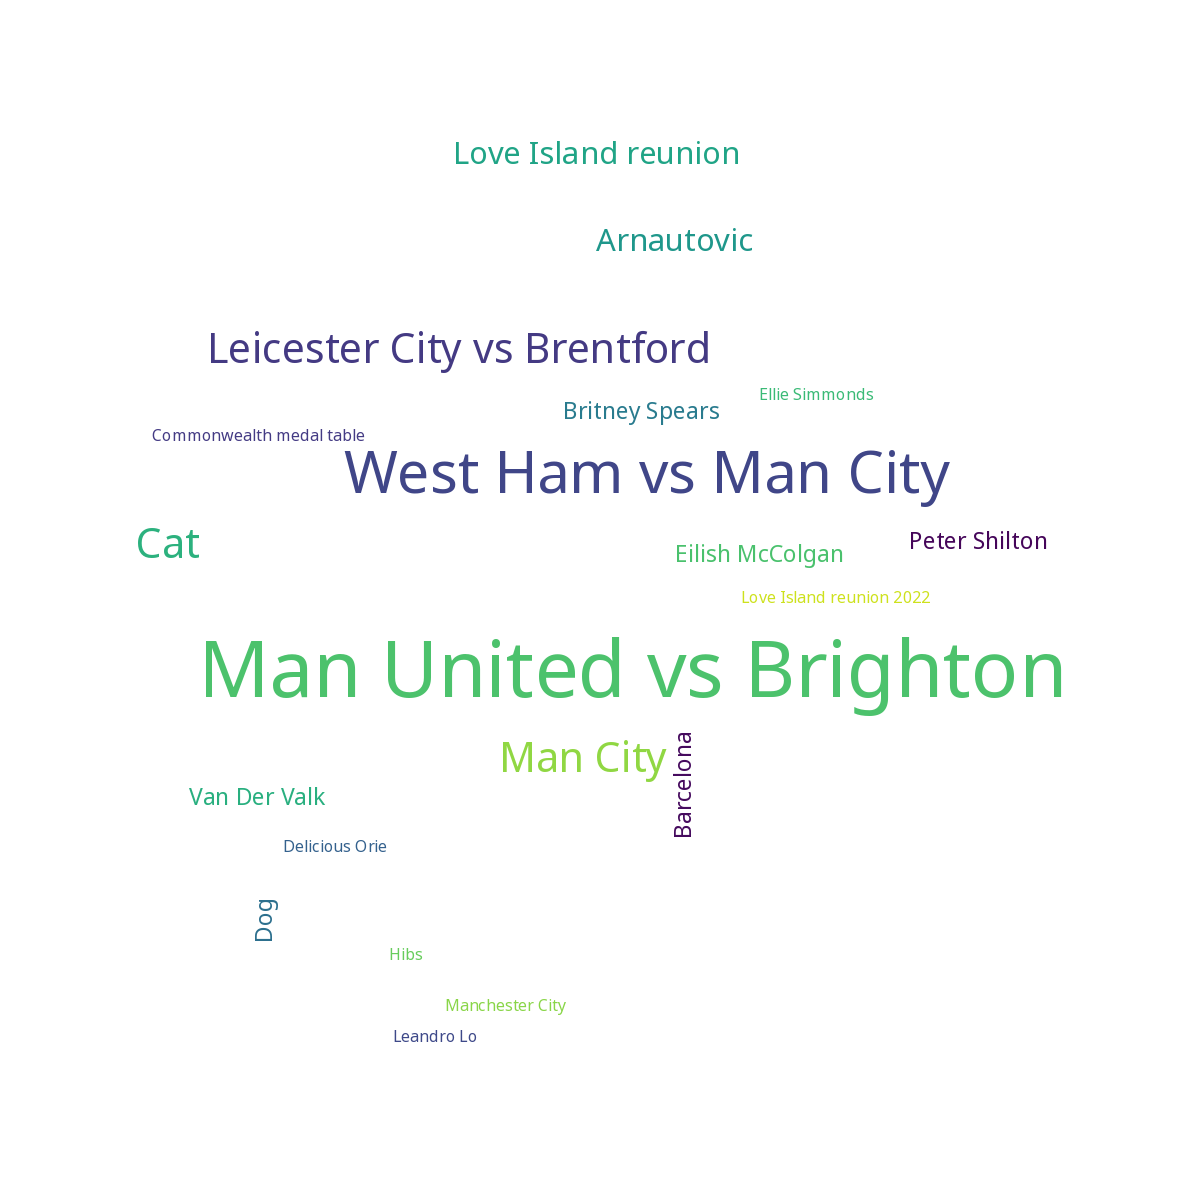 Love Island reunion
Arnautovic
Leicester City vs Brentford
Ellie Simmonds
Britney Spears
Commonwealth medal table
West Ham vs Man City
Cat
Peter Shilton
Eilish McColgan
Love Island reunion 2022
Man United vs Brighton
Man City
Barcelona
Van Der Valk
Delicious Orie
Dog
Hibs
Manchester City
Leandro Lo